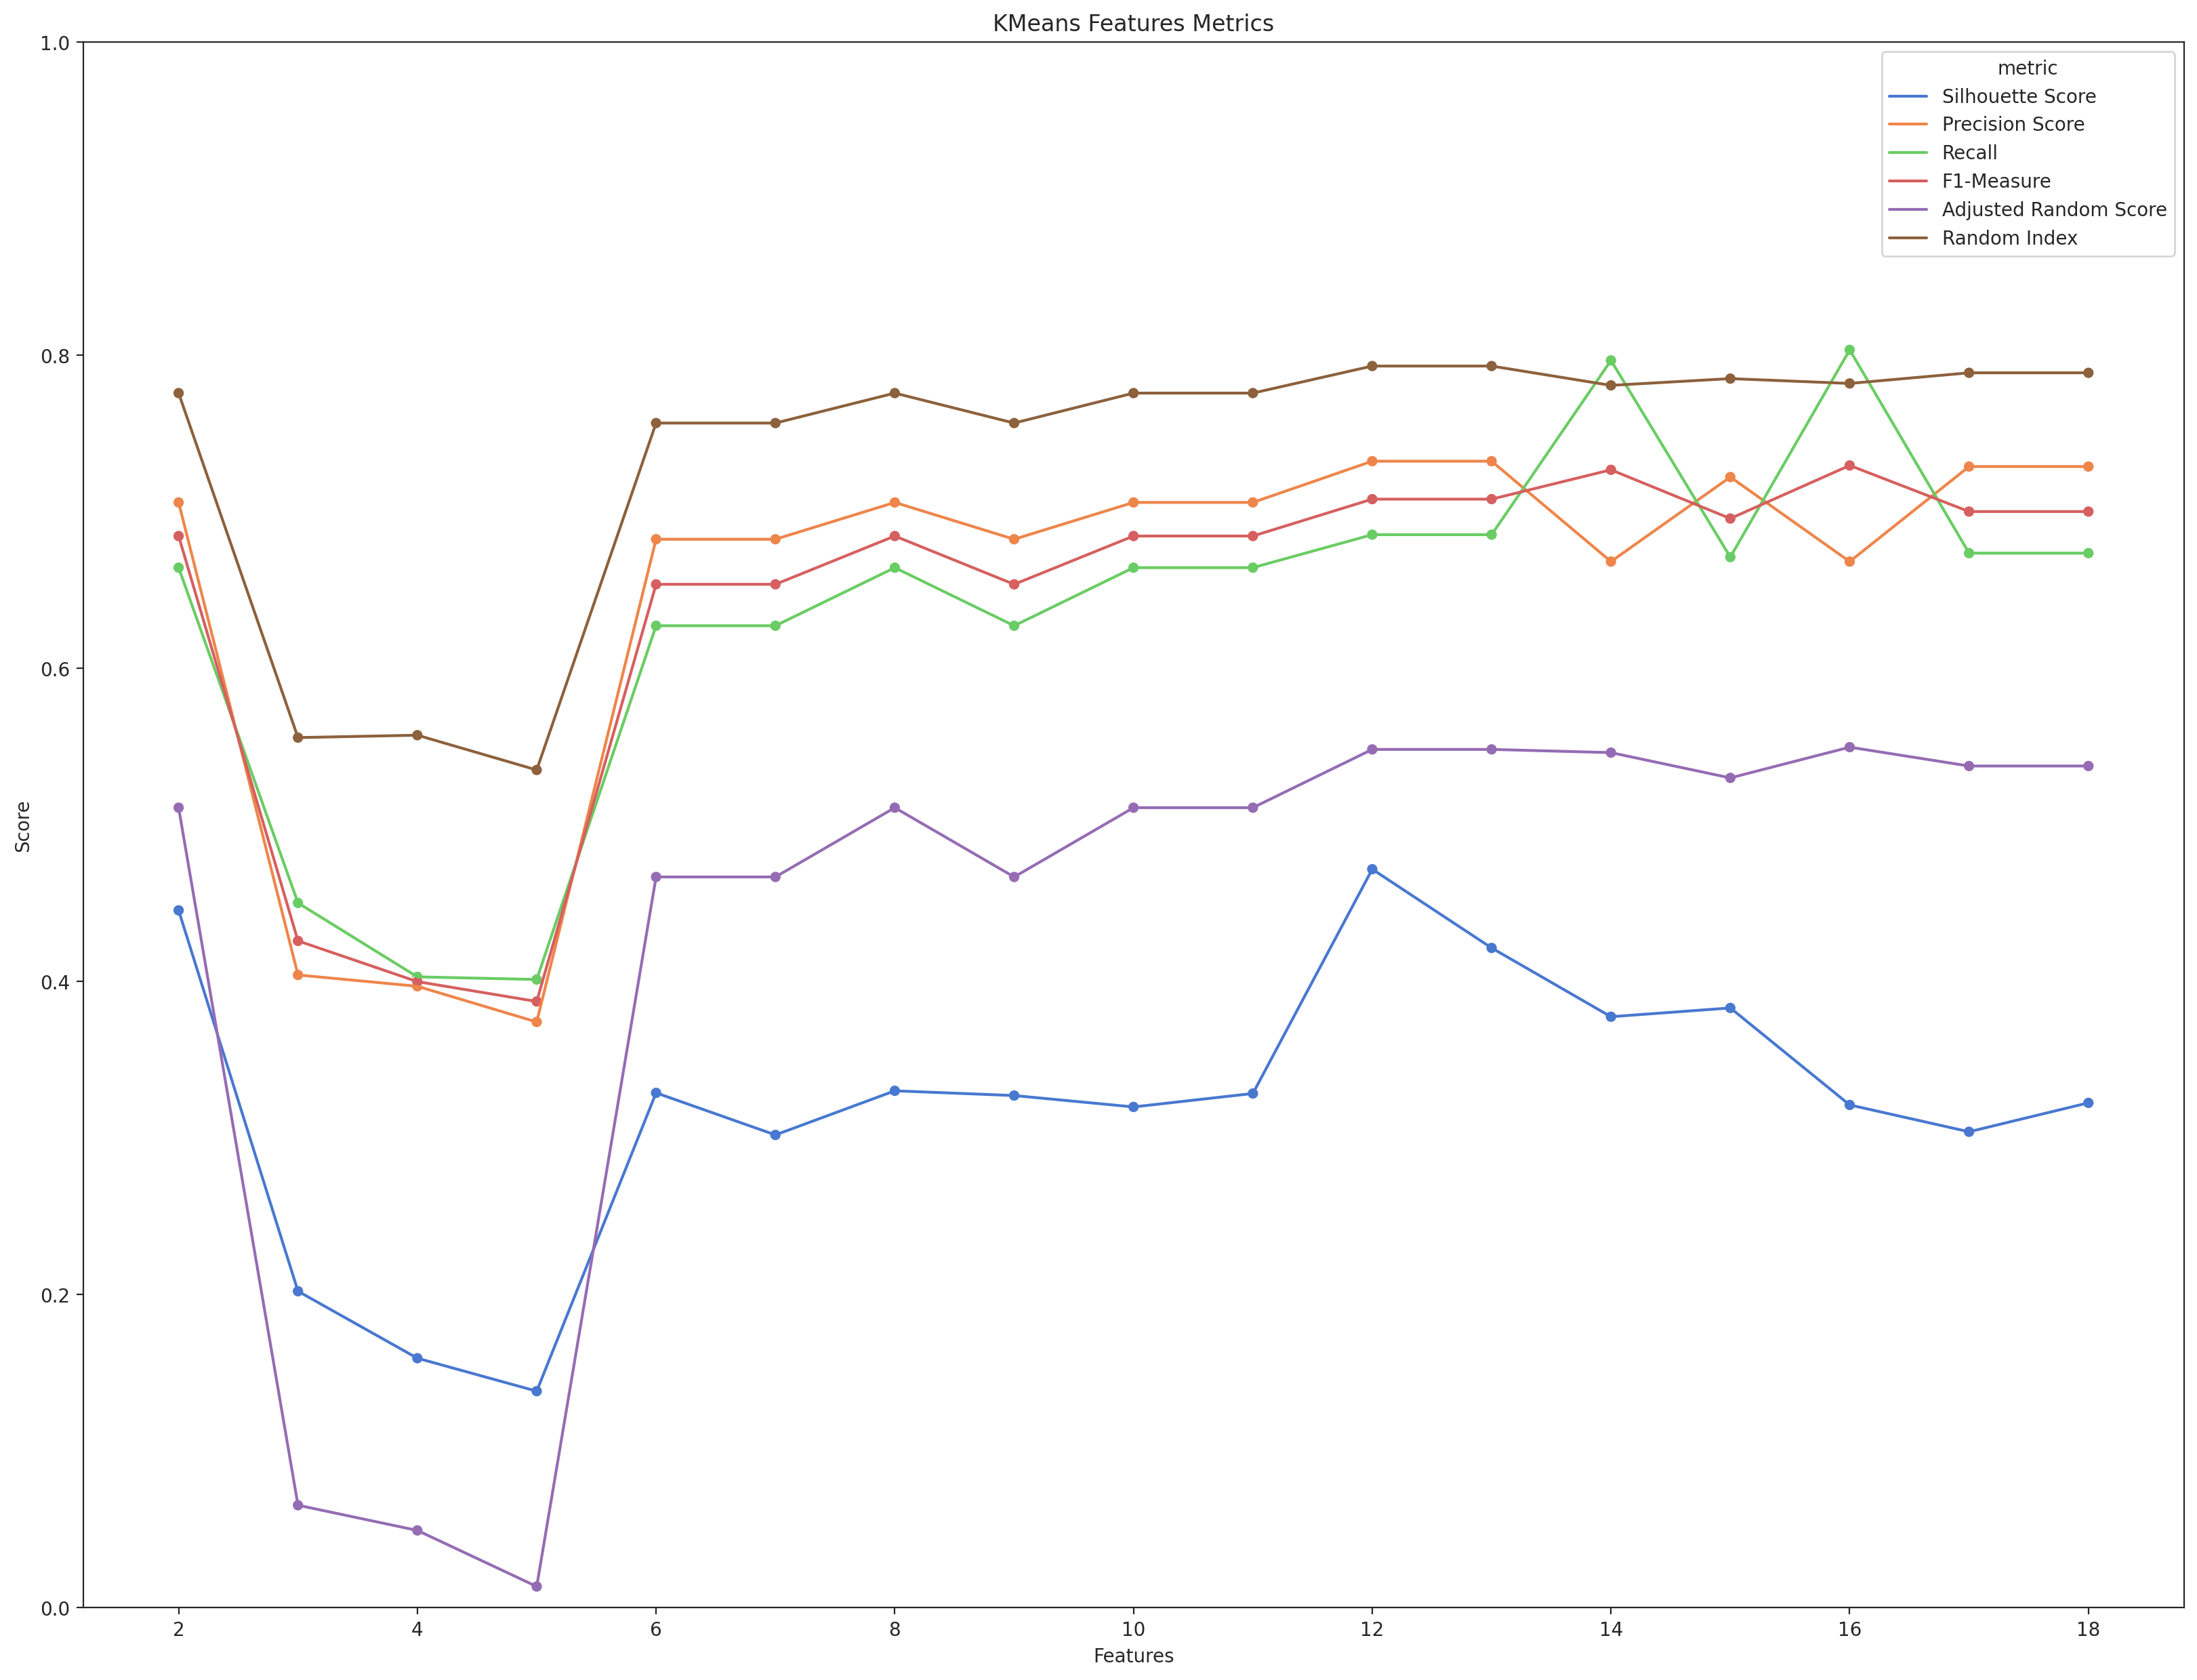 KMeans Features Metrics
1.0
0.8
0.6
0.4
0.2
0.0
Score
metric
Silhouette Score
Precision Score
Recall
F1-Measure
Adjusted Random Score
Random Index
2 4 6 8 10 12 14 16 18
Features